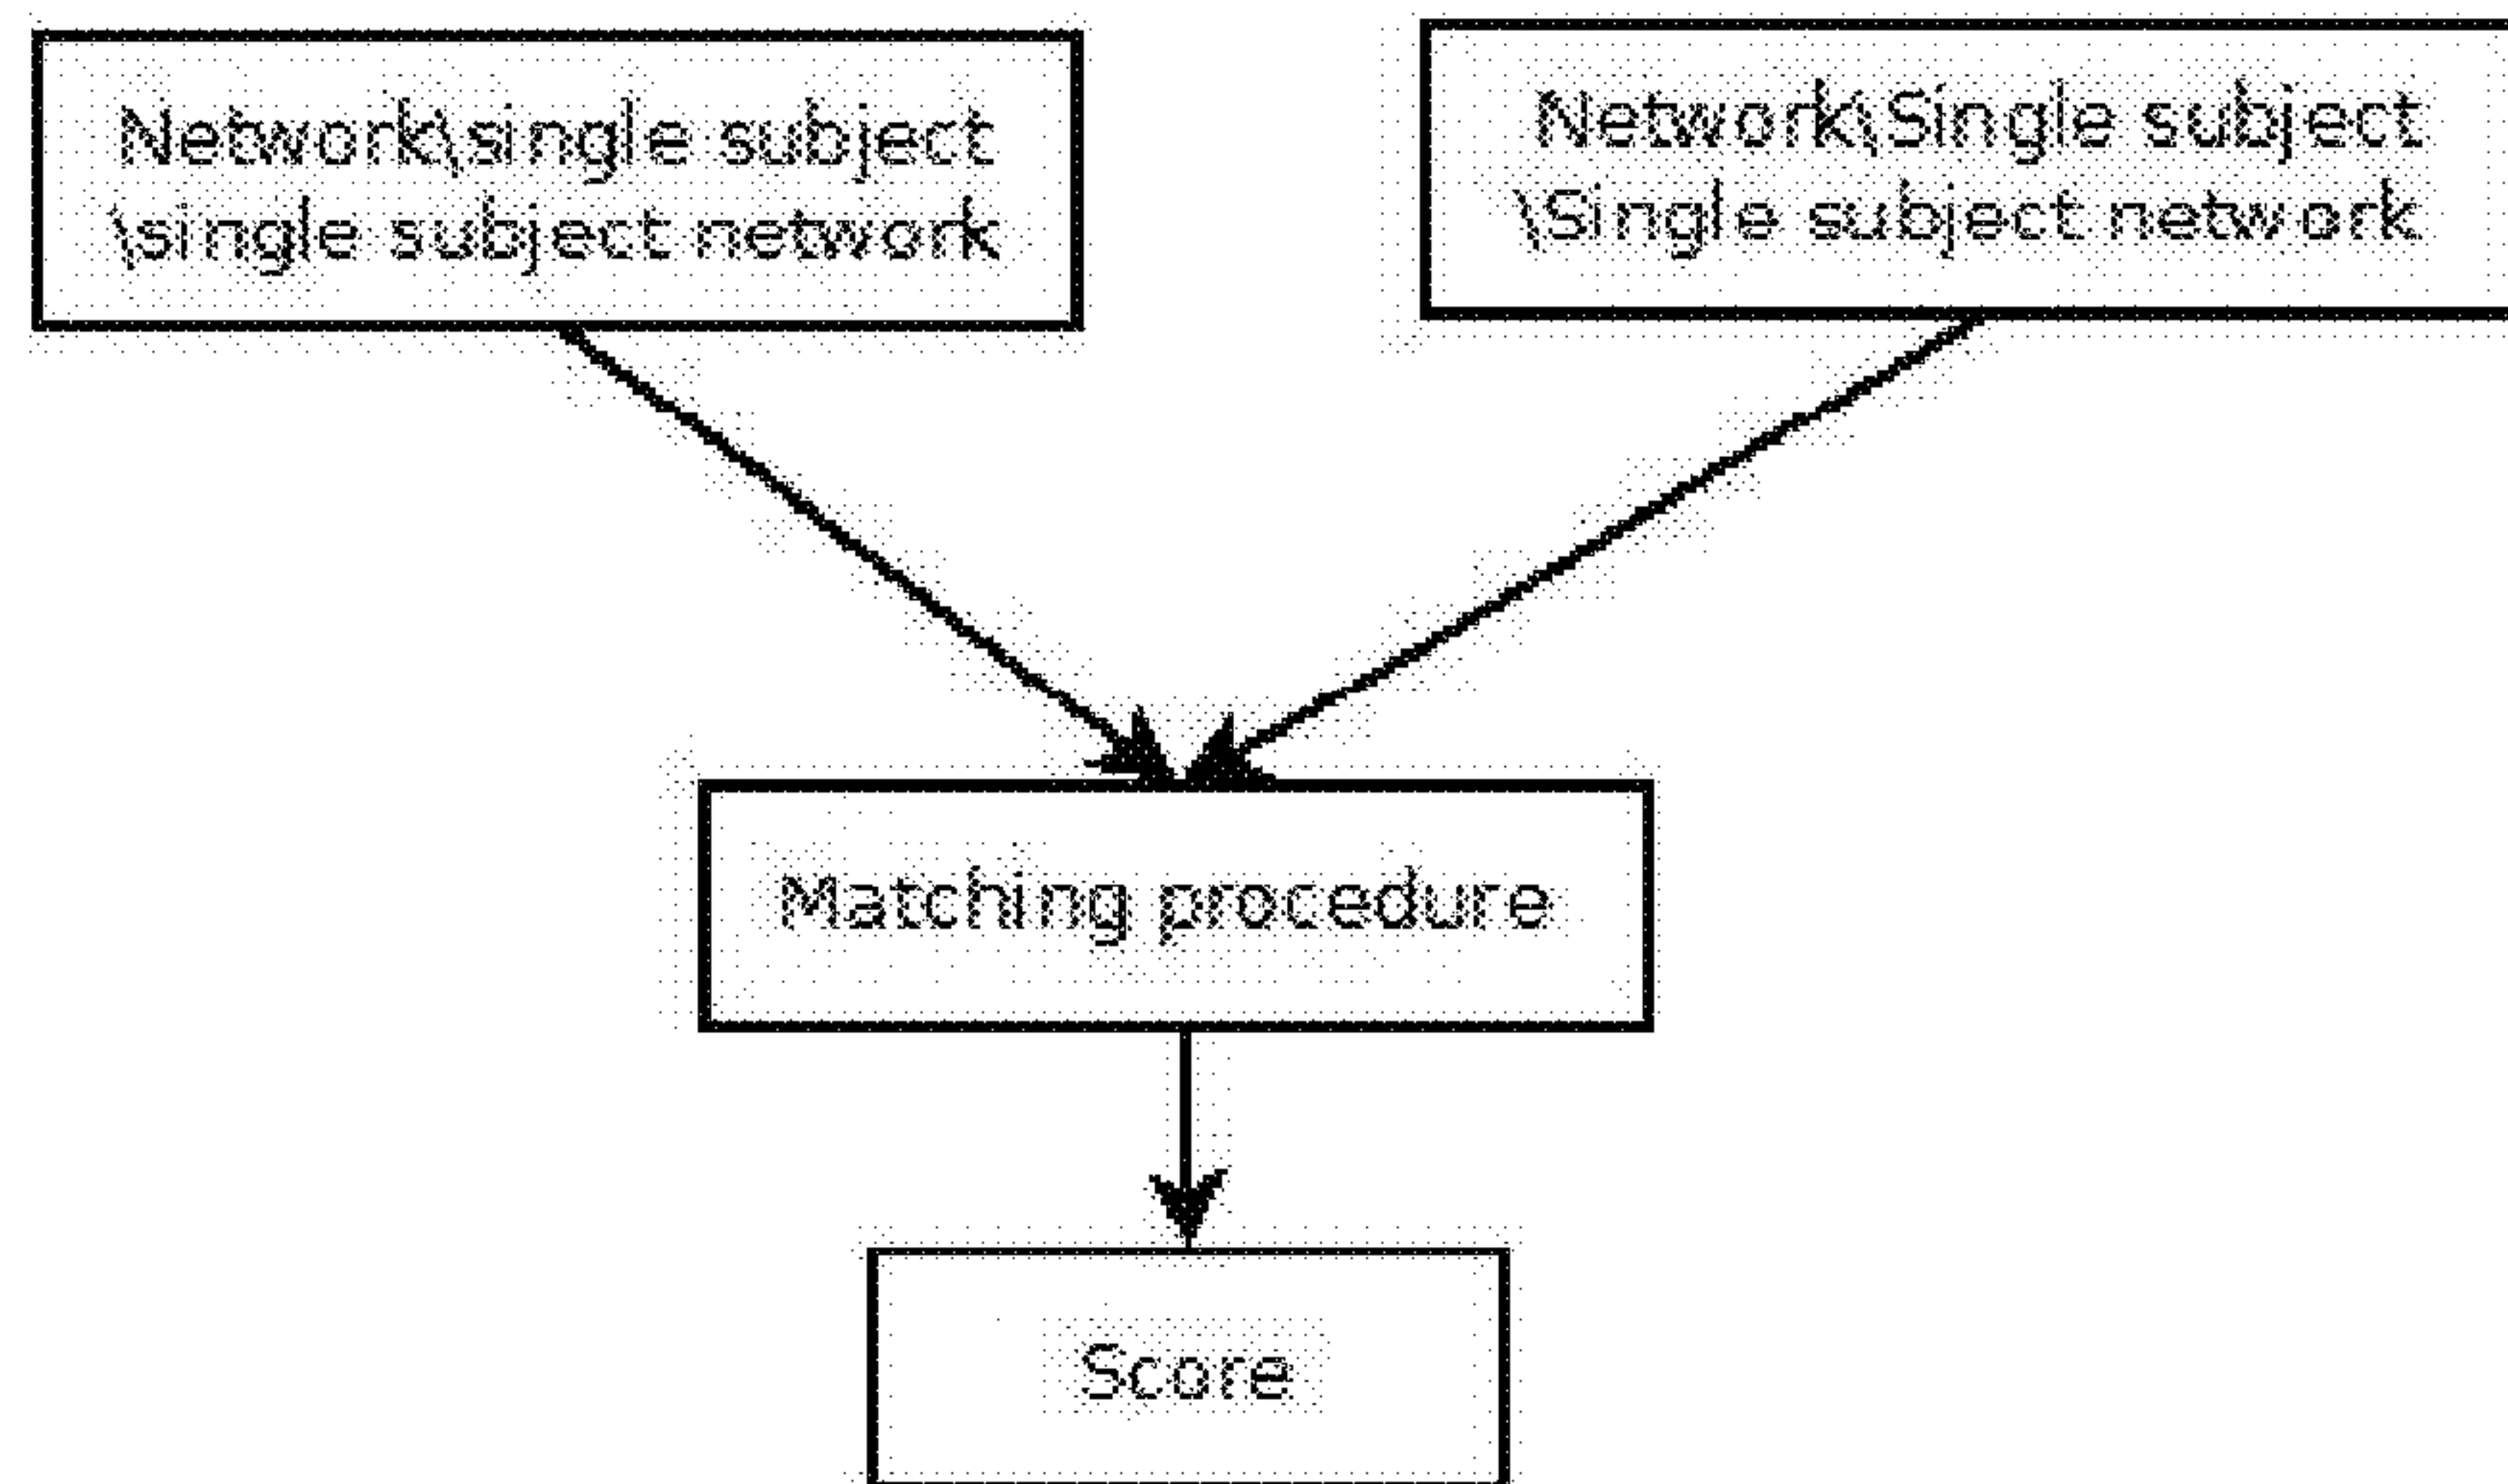 Network\single subject
\single subject network
Network\Single subject
\Single subject network
Matching procedure
Score